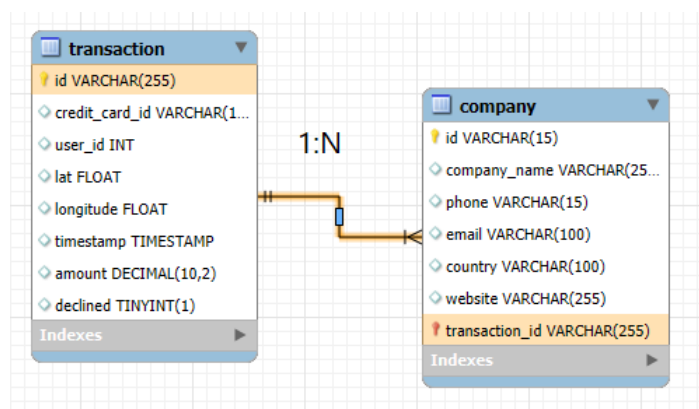 transaction
id VARCHAR(255)
credit_card_id VARCHAR(1...
user_id INT
lat FLOAT
longitude FLOAT
timestamp TIMESTAMP
amount DECIMAL(10,2)
declined TINYINT(1)
Indexes
1:N
company
id VARCHAR(15)
company_name VARCHAR(25...
phone VARCHAR(15)
email VARCHAR(100)
country VARCHAR(100)
website VARCHAR(255)
transaction_id VARCHAR(255)
Indexes